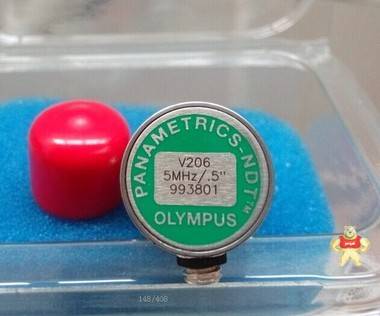 PANAMETRICS-NDT™
V206
5MHz/.5"
993801
OLYMPUS
148/408